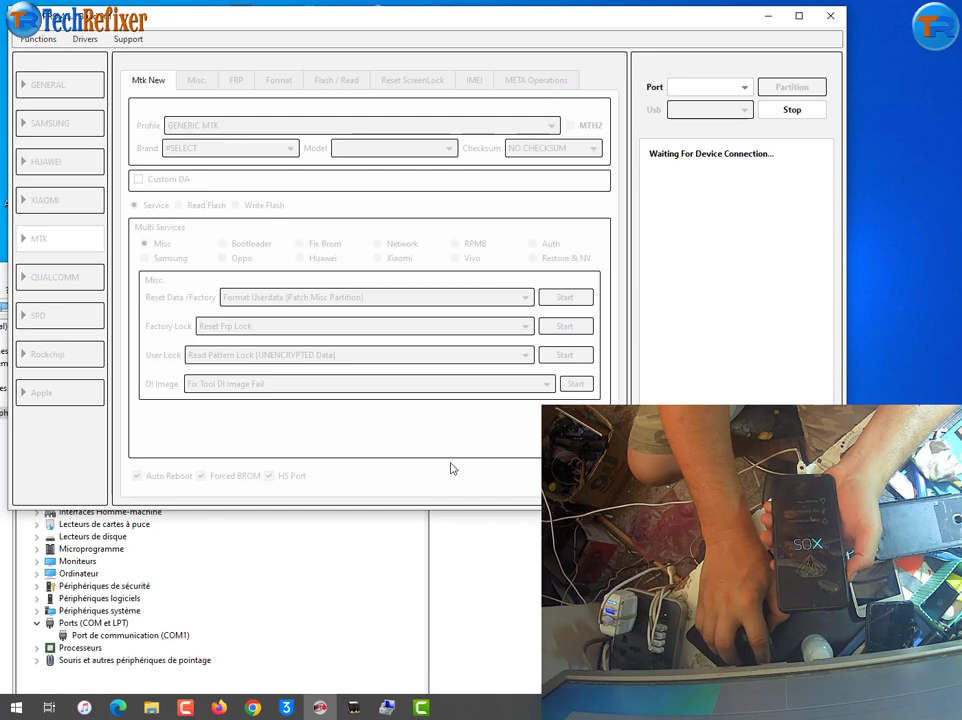 TR TechRefixer
TR
Functions Drivers Support
GENERAL
SAMSUNG
HUAWEI
XIAOMI
MTK
QUALCOMM
SPD
Rockchip
Apple
Mtk New Misc. FRP Format Flash / Read Reset ScreenLock IMEI META Operations
Profile GENERIC MTK MTH2
Brand #SELECT Model Checksum NO CHECKSUM
Custom DA
Service Read Flash Write Flash
Multi Services
Misc Bootloader Fix Brom Network RPMB Auth
Samsung Oppo Huawei Xiaomi Vivo Restore & NV
Misc.
Reset Data /Factory Format Userdata (Patch Misc Partition) Start
Factory Lock Reset Frp Lock Start
User Lock Read Pattern Lock (UNENCRYPTED Data) Start
DI Image Fix Tool DI Image Fail Start
Auto Reboot Forced BROM HS Port
Port Partition
Usb Stop
Waiting For Device Connection...
Interfaces Homme-machine
Lecteurs de cartes à puce
Lecteurs de disque
Microprogramme
Moniteurs
Ordinateur
Périphériques de sécurité
Périphériques logiciels
Périphériques système
Ports (COM et LPT)
Port de communication (COM1)
Processeurs
Souris et autres périphériques de pointage
SOX